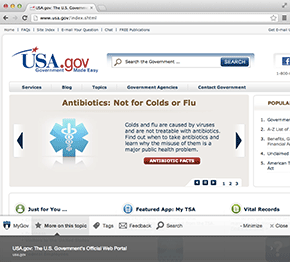 USA.gov: The U.S. Governm...
www.usa.gov/index.shtml
Home | FAQs | Site Index | E-mail Your Question | Chat | FREE Publications
USA.gov
Government Made Easy
Search the Government...
SEARCH
Services
Blog
Topics
Government Agencies
Contact Government
Antibiotics: Not for Colds or Flu
Colds and flu are caused by viruses
and are not treatable with antibiotics.
Find out when to take antibiotics and
learn why the misuse of them is a
major public health problem.
ANTIBIOTIC FACTS
1 2 3
POPULA
1. Government
2. A-Z List of
3. Benefits, G
Financial
4. Unclaimed
5. American
Just for You ...
Featured App: My TSA
Vital Records
MyGov
More on this topic
Tags
Feedback
Search
- Minimize
× Close
USA.gov: The U.S. Government's Official Web Portal
usa.gov